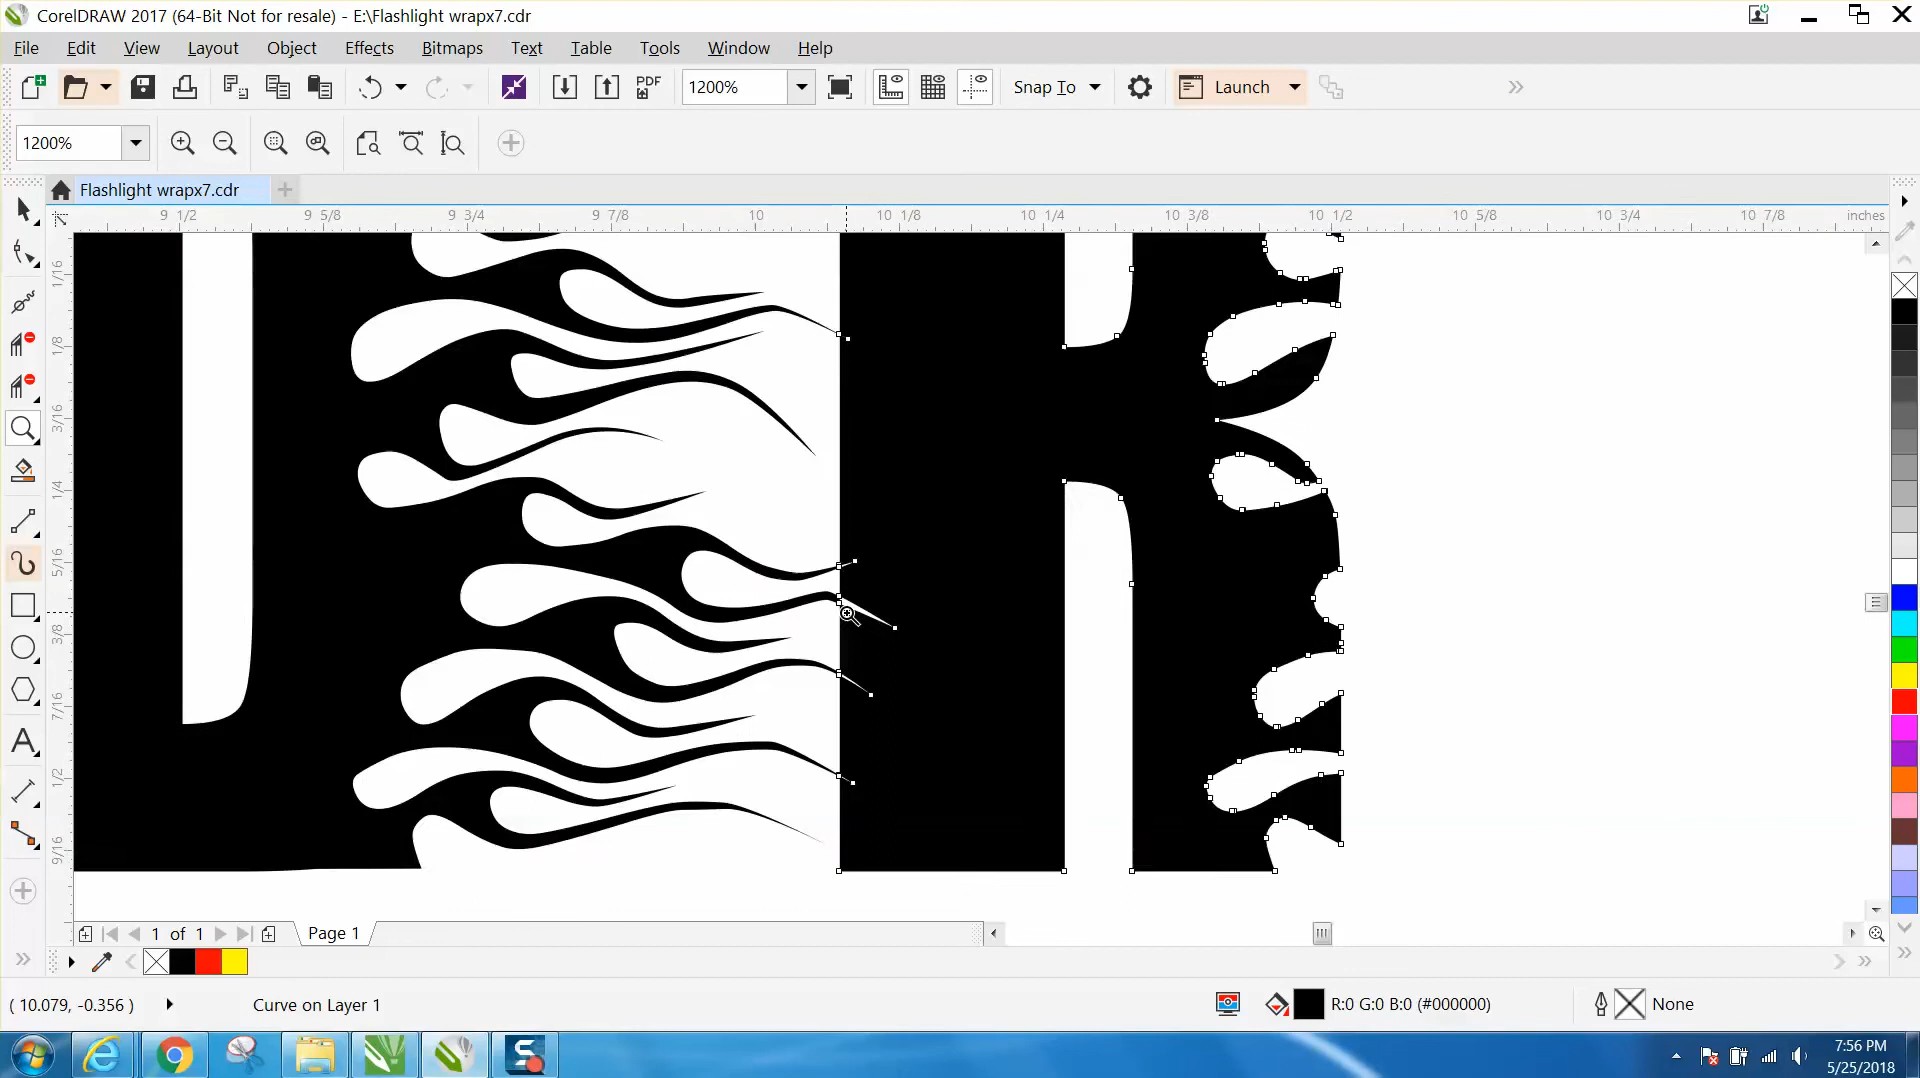 CorelDRAW 2017 (64-Bit Not for resale) - E:\Flashlight wrapx7.cdr
File Edit View Layout Object Effects Bitmaps Text Table Tools Window Help
PDF 1200% Snap To Launch
1200%
Flashlight wrapx7.cdr
9 1/2 9 5/8 9 3/4 9 7/8 10 10 1/8 10 1/4 10 3/8 10 1/2 10 5/8 10 3/4 10 7/8 inches
1/16
1/8
3/16
1/4
5/16
3/8
7/16
1/2
9/16
1 of 1 Page 1
( 10.079, -0.356 ) Curve on Layer 1 R:0 G:0 B:0 (#000000) None
7:56 PM
5/25/2018